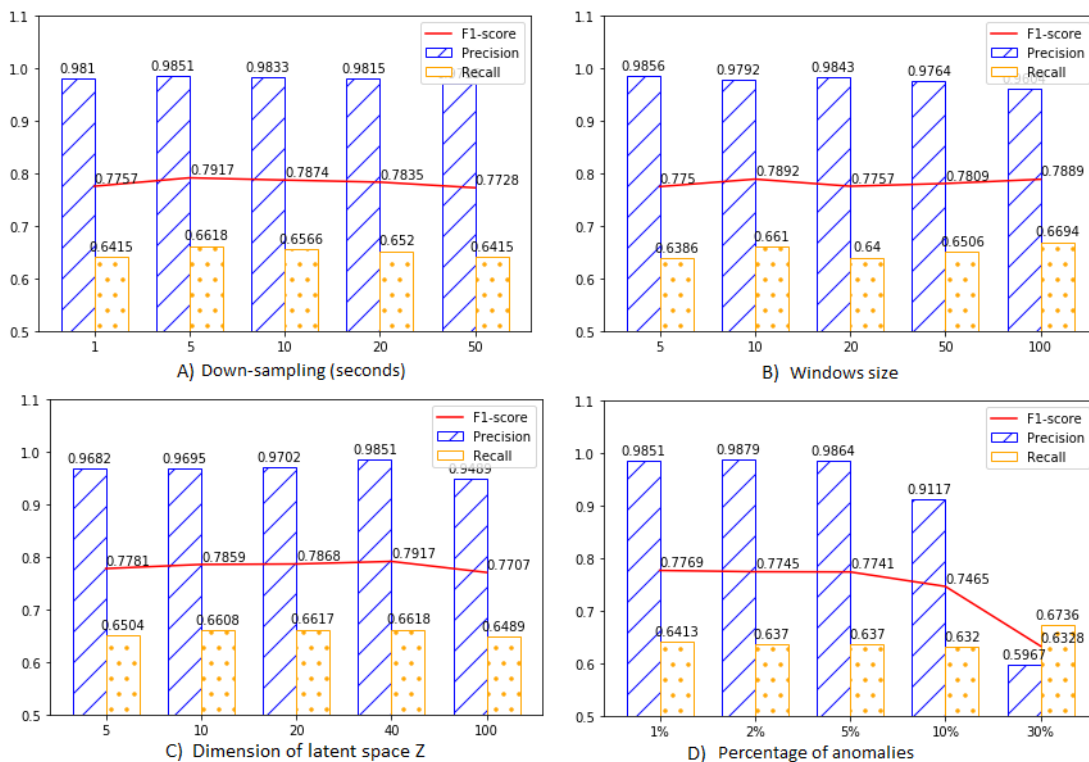 1.1
1.0
0.9
0.8
0.7
0.6
0.5
F1-score
Precision
Recall
0.981 0.9851 0.9833 0.9815
0.7757 0.7917 0.7874 0.7835 0.7728
0.6415 0.6618 0.6566 0.652 0.6415
1 5 10 20 50
A) Down-sampling (seconds)
1.1
1.0
0.9
0.8
0.7
0.6
0.5
F1-score
Precision
Recall
0.9856 0.9792 0.9843 0.9764 0.9604
0.775 0.7892 0.7757 0.7809 0.7889
0.6386 0.661 0.64 0.6506 0.6694
5 10 20 50 100
B) Windows size
1.1
1.0
0.9
0.8
0.7
0.6
0.5
F1-score
Precision
Recall
0.9682 0.9695 0.9702 0.9851 0.9489
0.7781 0.7859 0.7868 0.7917 0.7707
0.6504 0.6608 0.6617 0.6618 0.6489
5 10 20 40 100
C) Dimension of latent space Z
1.1
1.0
0.9
0.8
0.7
0.6
0.5
F1-score
Precision
Recall
0.9851 0.9879 0.9864 0.9117 0.5967
0.7769 0.7745 0.7741 0.7465 0.6328
0.6413 0.637 0.637 0.632 0.6736
1% 2% 5% 10% 30%
D) Percentage of anomalies